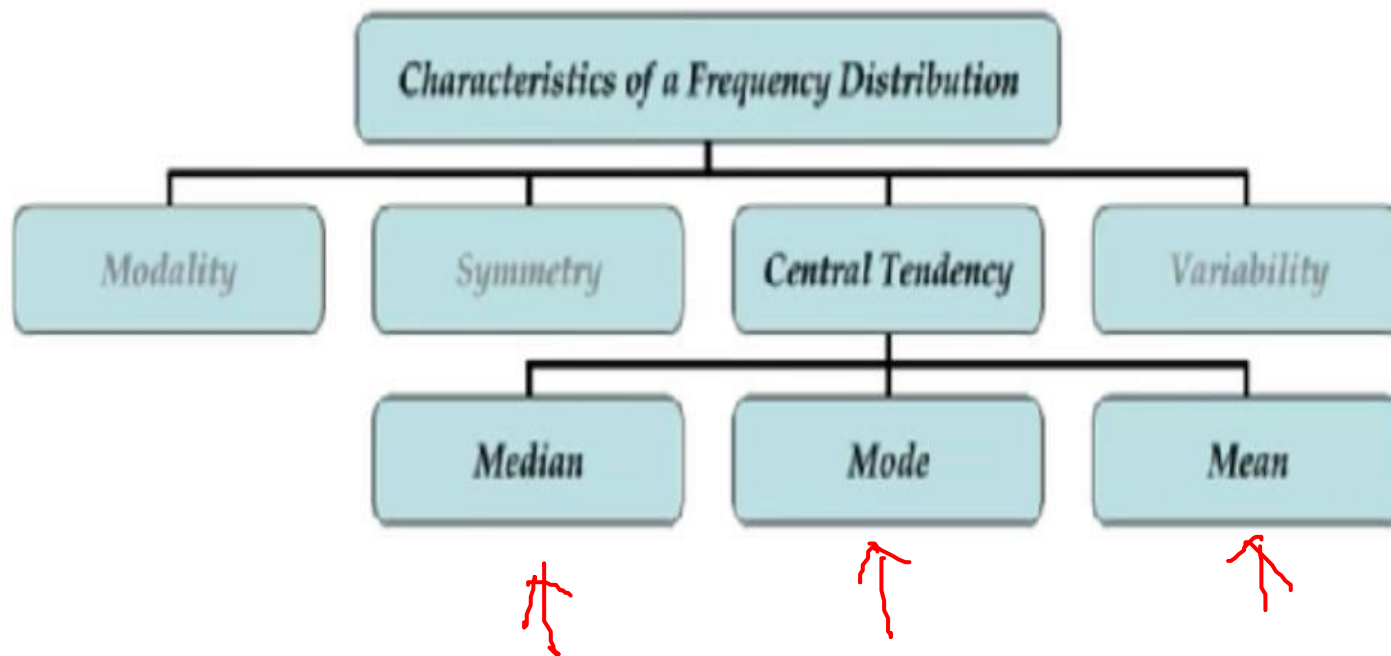 Characteristics of a Frequency Distribution
Modality
Symmetry
Central Tendency
Variability
Median
Mode
Mean